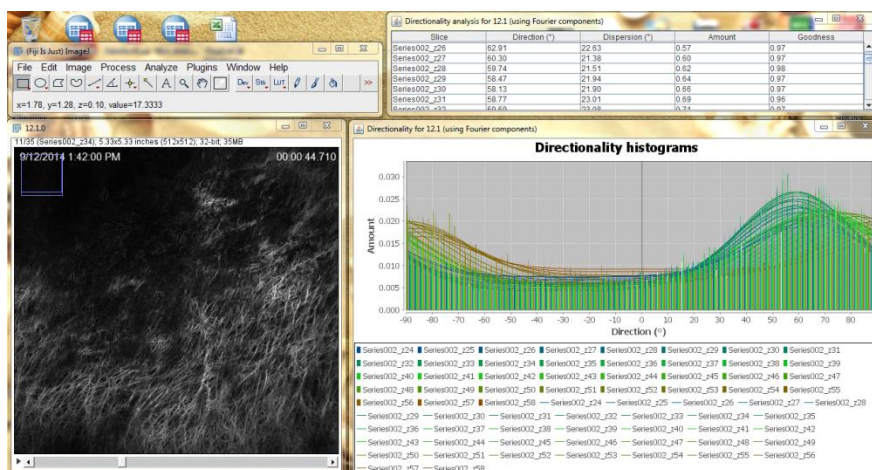 (Fiji Is Just) ImageJ
File Edit Image Process Analyze Plugins Window Help
Dev Stk LUT >>
x=1.78, y=1.28, z=0.10, value=17.3333
Directionality analysis for 12.1 (using Fourier components)
Slice Direction (°) Dispersion (°) Amount Goodness
Series002_z26 62.91 22.63 0.57 0.97
Series002_z27 60.30 21.38 0.60 0.97
Series002_z28 59.74 21.51 0.62 0.98
Series002_z29 58.47 21.94 0.64 0.97
Series002_z30 58.13 21.90 0.66 0.97
Series002_z31 58.77 23.01 0.69 0.96
12.1.0
11/35 (Series002_z34); 5.33x5.33 inches (512x512); 32-bit; 35MB
9/12/2014 1:42:00 PM 00:00 44.710
Directionality for 12.1 (using Fourier components)
Directionality histograms
Amount
0.030
0.025
0.020
0.015
0.010
0.005
0.000
-90 -80 -70 -60 -50 -40 -30 -20 -10 0 10 20 30 40 50 60 70 80
Direction (°)
Series002_z24 Series002_z25 Series002_z26 Series002_z27 Series002_z28 Series002_z29 Series002_z30 Series002_z31
Series002_z32 Series002_z33 Series002_z34 Series002_z35 Series002_z36 Series002_z37 Series002_z38 Series002_z39
Series002_z40 Series002_z41 Series002_z42 Series002_z43 Series002_z44 Series002_z45 Series002_z46 Series002_z47
Series002_z48 Series002_z49 Series002_z50 Series002_z51 Series002_z52 Series002_z53 Series002_z54 Series002_z55
Series002_z56 Series002_z57 Series002_z58 Series002_z24 Series002_z25 Series002_z26 Series002_z27 Series002_z28
Series002_z29 Series002_z30 Series002_z31 Series002_z32 Series002_z33 Series002_z34 Series002_z35
Series002_z36 Series002_z37 Series002_z38 Series002_z39 Series002_z40 Series002_z41 Series002_z42
Series002_z43 Series002_z44 Series002_z45 Series002_z46 Series002_z47 Series002_z48 Series002_z49
Series002_z50 Series002_z51 Series002_z52 Series002_z53 Series002_z54 Series002_z55 Series002_z56
Series002_z57 Series002_z58